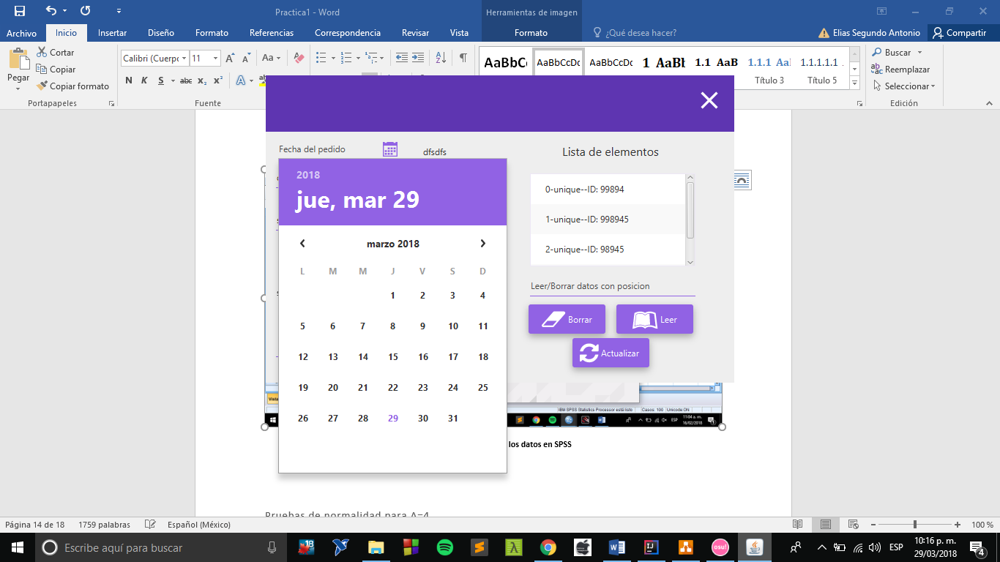 Practica1 - Word
Herramientas de imagen
Archivo
Inicio
Insertar
Diseño
Formato
Referencias
Correspondencia
Revisar
Vista
Formato
¿Qué desea hacer?
Elias Segundo Antonio
Compartir
Pegar
Cortar
Copiar
Copiar formato
Portapapeles
Calibri (Cuerpo
11
N K S abc x₂ x²
Fuente
AaBbC
AaBbCcDc
AaBbCcDc
1 AaBb
1.1 AaB
1.1.1 AaB
1.1.1.1.1
Título 3
Título 5
Buscar
Reemplazar
Seleccionar
Edición
Fecha del pedido
dfsdfs
2018
jue, mar 29
marzo 2018
L M M J V S D
1 2 3 4
5 6 7 8 9 10 11
12 13 14 15 16 17 18
19 20 21 22 23 24 25
26 27 28 29 30 31
Lista de elementos
0-unique--ID: 99894
1-unique--ID: 998945
2-unique--ID: 98945
Leer/Borrar datos con posicion
Borrar
Leer
Actualizar
Vista
IBM SPSS Statistics Processor está listo
Casos: 100
Unicode:ON
ESP
11:04 a. m.
16/02/2018
los datos en SPSS
Pruebas de normalidad para A=4
Página 14 de 18
1759 palabras
Español (México)
100 %
Escribe aquí para buscar
18
osu!
ESP
10:16 p. m.
29/03/2018
4